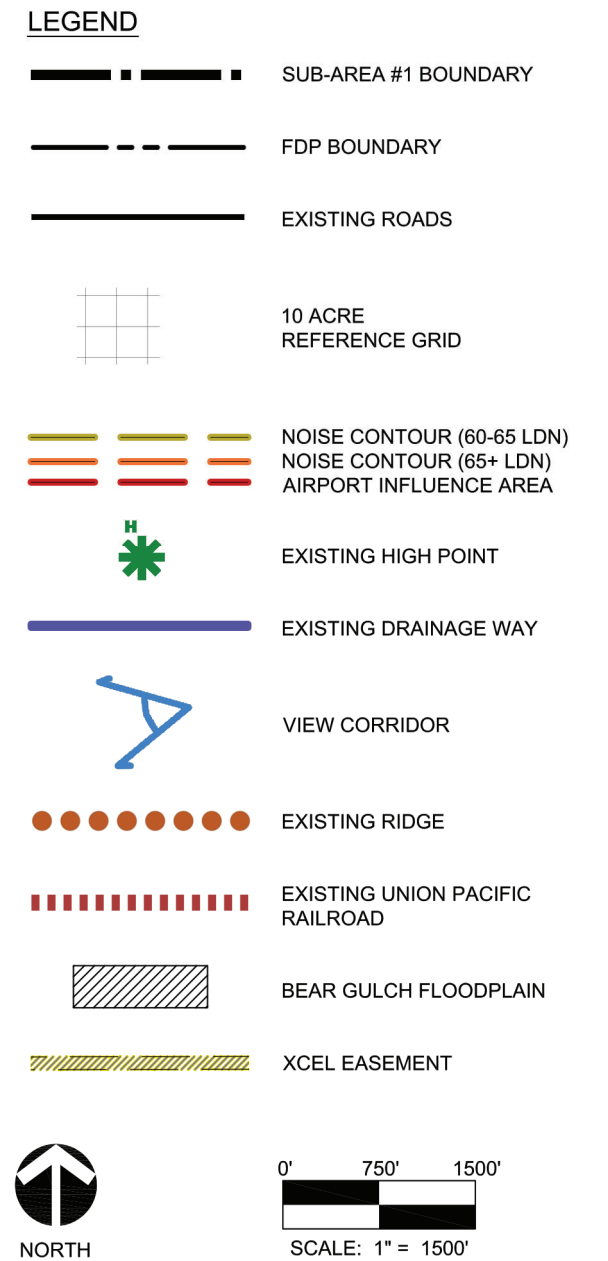 LEGEND
SUB-AREA #1 BOUNDARY
FDP BOUNDARY
EXISTING ROADS
10 ACRE
REFERENCE GRID
NOISE CONTOUR (60-65 LDN)
NOISE CONTOUR (65+ LDN)
AIRPORT INFLUENCE AREA
H
EXISTING HIGH POINT
EXISTING DRAINAGE WAY
VIEW CORRIDOR
EXISTING RIDGE
EXISTING UNION PACIFIC
RAILROAD
BEAR GULCH FLOODPLAIN
XCEL EASEMENT
0' 750' 1500'
NORTH
SCALE: 1" = 1500'